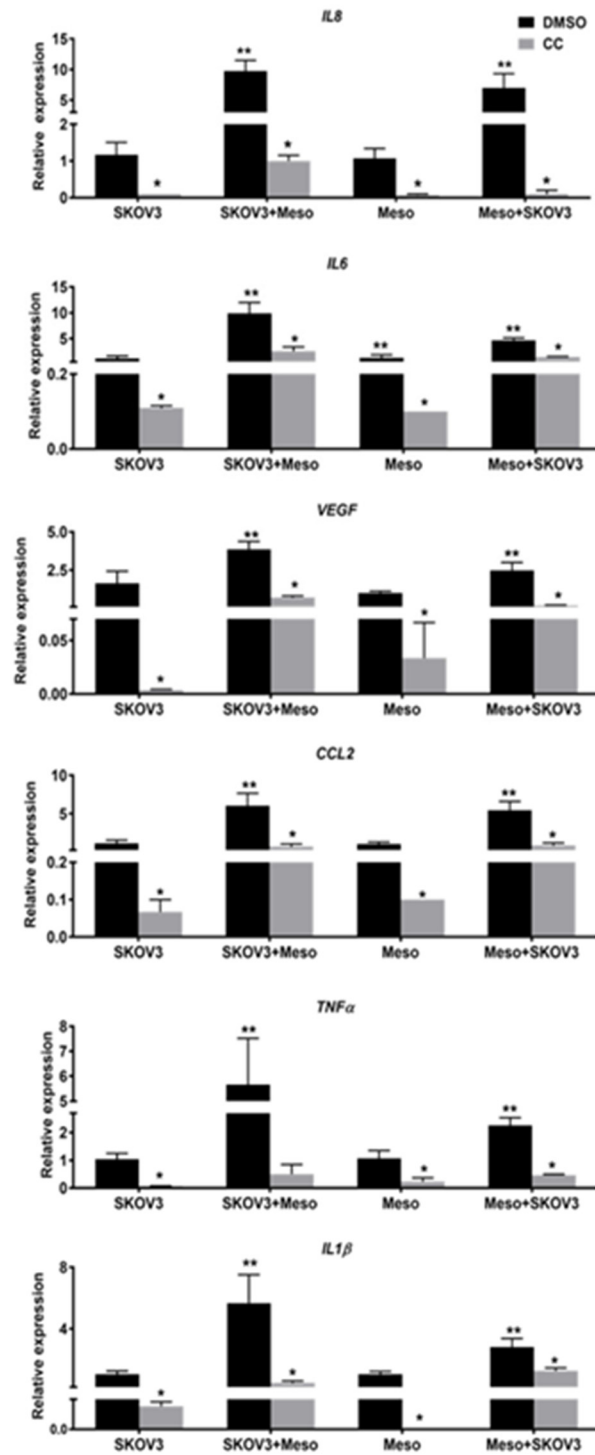 IL8
DMSO
CC
Relative expression
15
10
5
2
1
0
** * * ** * *
SKOV3 SKOV3+Meso Meso Meso+SKOV3
IL6
Relative expression
15
10
5
0.2
0.0
* ** * ** * ** *
SKOV3 SKOV3+Meso Meso Meso+SKOV3
VEGF
Relative expression
5.0
2.5
0.05
0.00
* ** * * ** *
SKOV3 SKOV3+Meso Meso Meso+SKOV3
CCL2
Relative expression
10
5
0.2
0.1
0.0
* ** * * ** *
SKOV3 SKOV3+Meso Meso Meso+SKOV3
TNFα
Relative expression
8
7
6
5
2
1
0
* ** * ** *
SKOV3 SKOV3+Meso Meso Meso+SKOV3
IL1β
Relative expression
8
4
0.0
* ** * * ** *
SKOV3 SKOV3+Meso Meso Meso+SKOV3